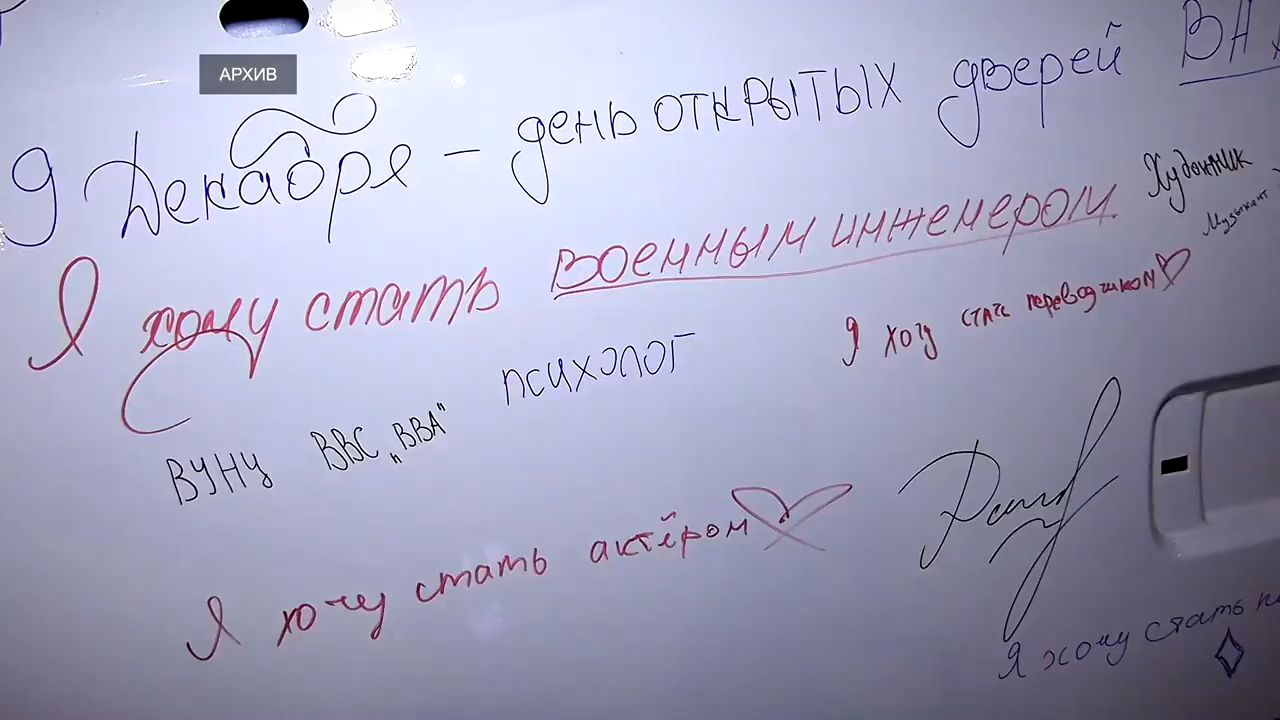 АРХИВ
9 Декабря – день ОТКРЫТЫХ дверей
Художник
Музыкант
Я хочу стать военным инженером
Я хочу стать переводчиком
психолог
ВУНЦ ВВС „ВВА"
Я хочу стать актёром
Я хочу стать